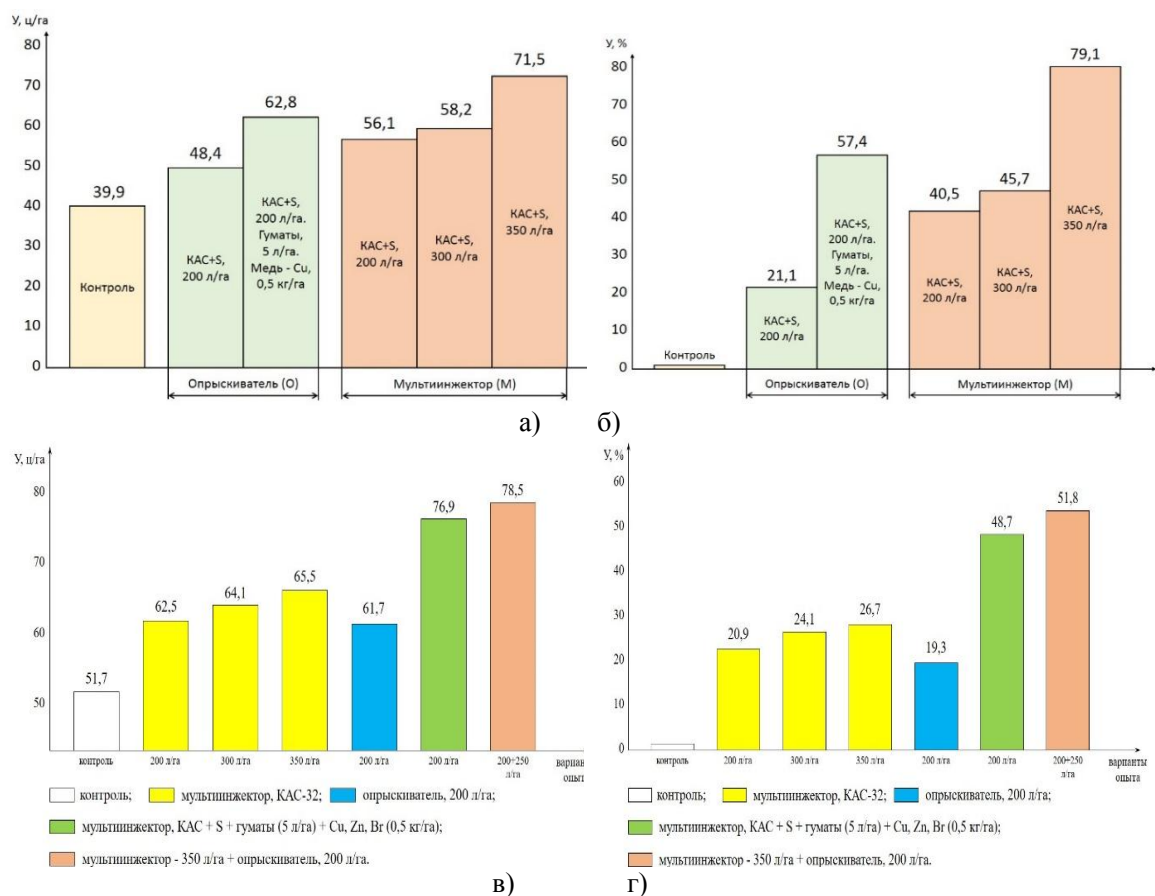 У, ц/га
80
70
60
50
40
30
20
10
0
39,9
48,4
62,8
56,1
58,2
71,5
Контроль
КАС+S,
200 л/га
КАС+S,
200 л/га.
Гуматы,
5 л/га.
Медь - Cu,
0,5 кг/га
КАС+S,
200 л/га
КАС+S,
300 л/га
КАС+S,
350 л/га
Опрыскиватель (О)
Мультиинжектор (М)
а)
У, %
80
70
60
50
40
30
20
10
0
21,1
57,4
40,5
45,7
79,1
Контроль
КАС+S,
200 л/га
КАС+S,
200 л/га.
Гуматы,
5 л/га.
Медь - Cu,
0,5 кг/га
КАС+S,
200 л/га
КАС+S,
300 л/га
КАС+S,
350 л/га
Опрыскиватель (О)
Мультиинжектор (М)
б)
У, ц/га
80
70
60
50
51,7
62,5
64,1
65,5
61,7
76,9
78,5
контроль
200 л/га
300 л/га
350 л/га
200 л/га
200 л/га
200+250
л/га
вариан
опыт
контроль;
мультиинжектор, КАС-32;
опрыскиватель, 200 л/га;
мультиинжектор, КАС + S + гуматы (5 л/га) + Cu, Zn, Br (0,5 кг/га);
мультиинжектор - 350 л/га + опрыскиватель, 200 л/га.
в)
У, %
60
50
40
30
20
10
0
20,9
24,1
26,7
19,3
48,7
51,8
контроль
200 л/га
300 л/га
350 л/га
200 л/га
200 л/га
200+250
л/га
варианты
опыта
контроль;
мультиинжектор, КАС-32;
опрыскиватель, 200 л/га;
мультиинжектор, КАС + S + гуматы (5 л/га) + Cu, Zn, Br (0,5 кг/га);
мультиинжектор - 350 л/га + опрыскиватель, 200 л/га.
г)